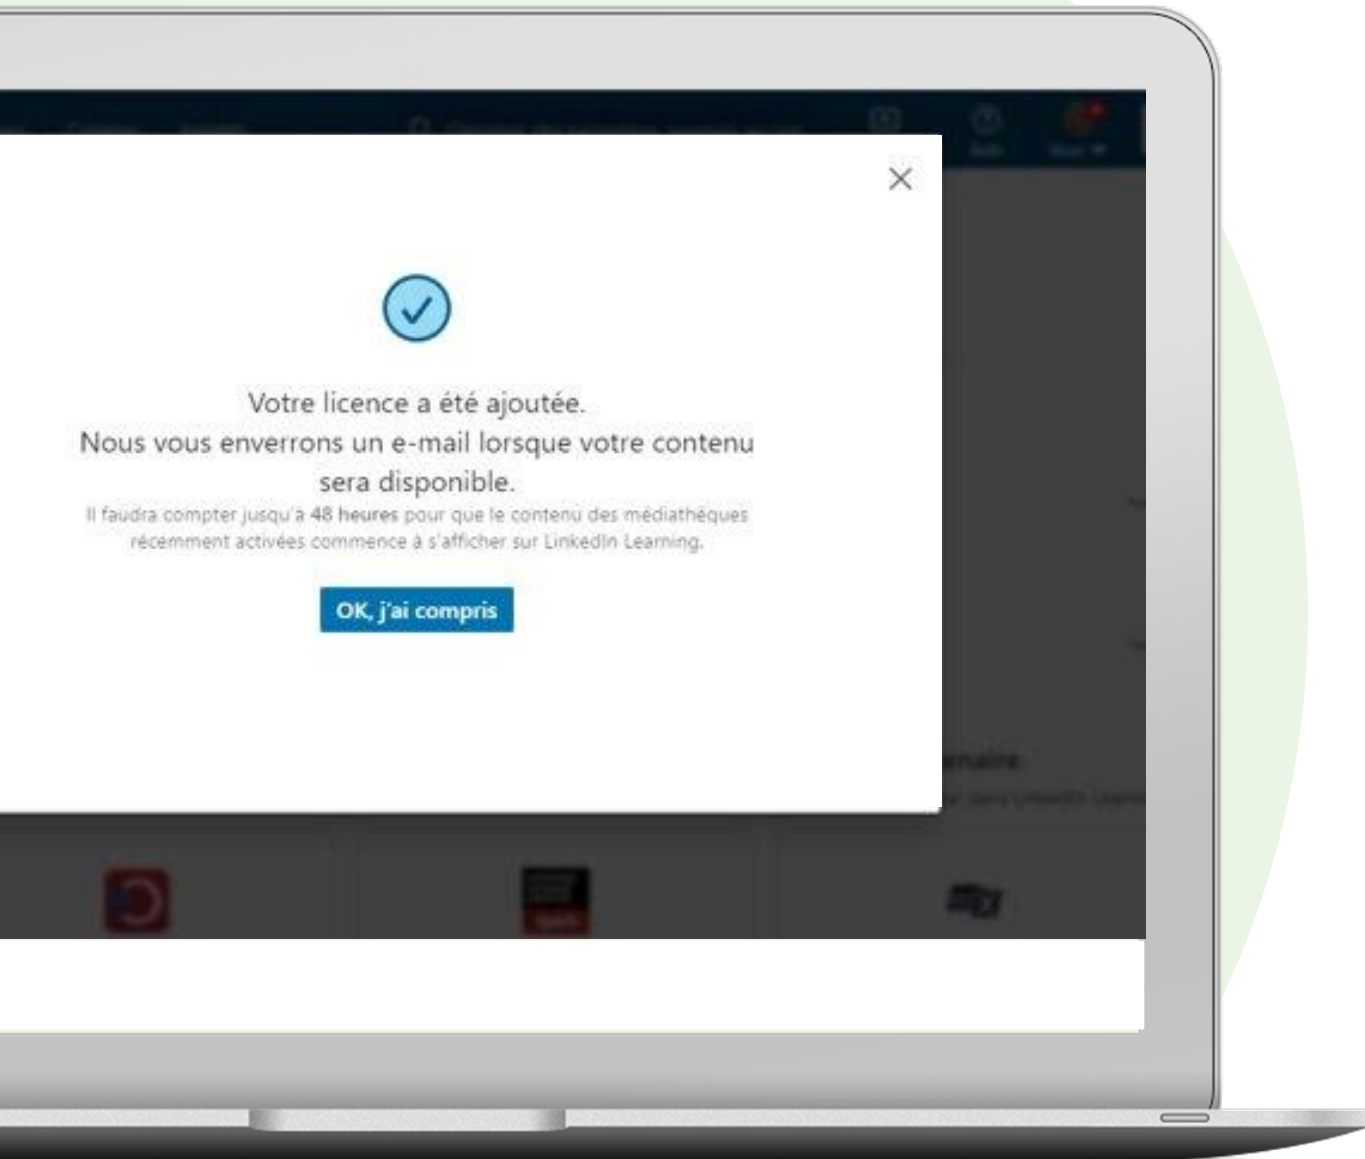 Votre licence a été ajoutée.
Nous vous enverrons un e-mail lorsque votre contenu
sera disponible.
Il faudra compter jusqu'à 48 heures pour que le contenu des médiathèques
récemment activées commence à s'afficher sur LinkedIn Learning.
OK, j'ai compris